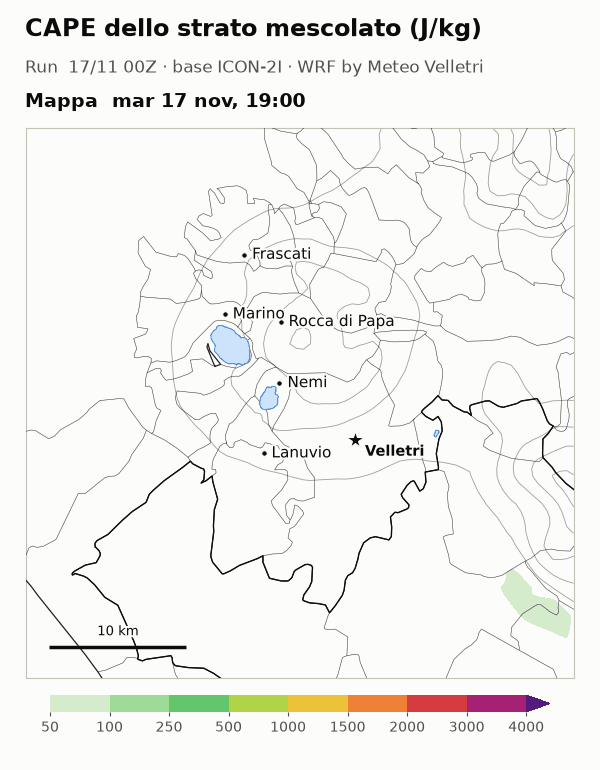 CAPE dello strato mescolato (J/kg)
Run 17/11 00Z · base ICON-2I · WRF by Meteo Velletri
Mappa mar 17 nov, 19:00
Frascati
Marino
Rocca di Papa
Nemi
Velletri
Lanuvio
10 km
50 100 250 500 1000 1500 2000 3000 4000